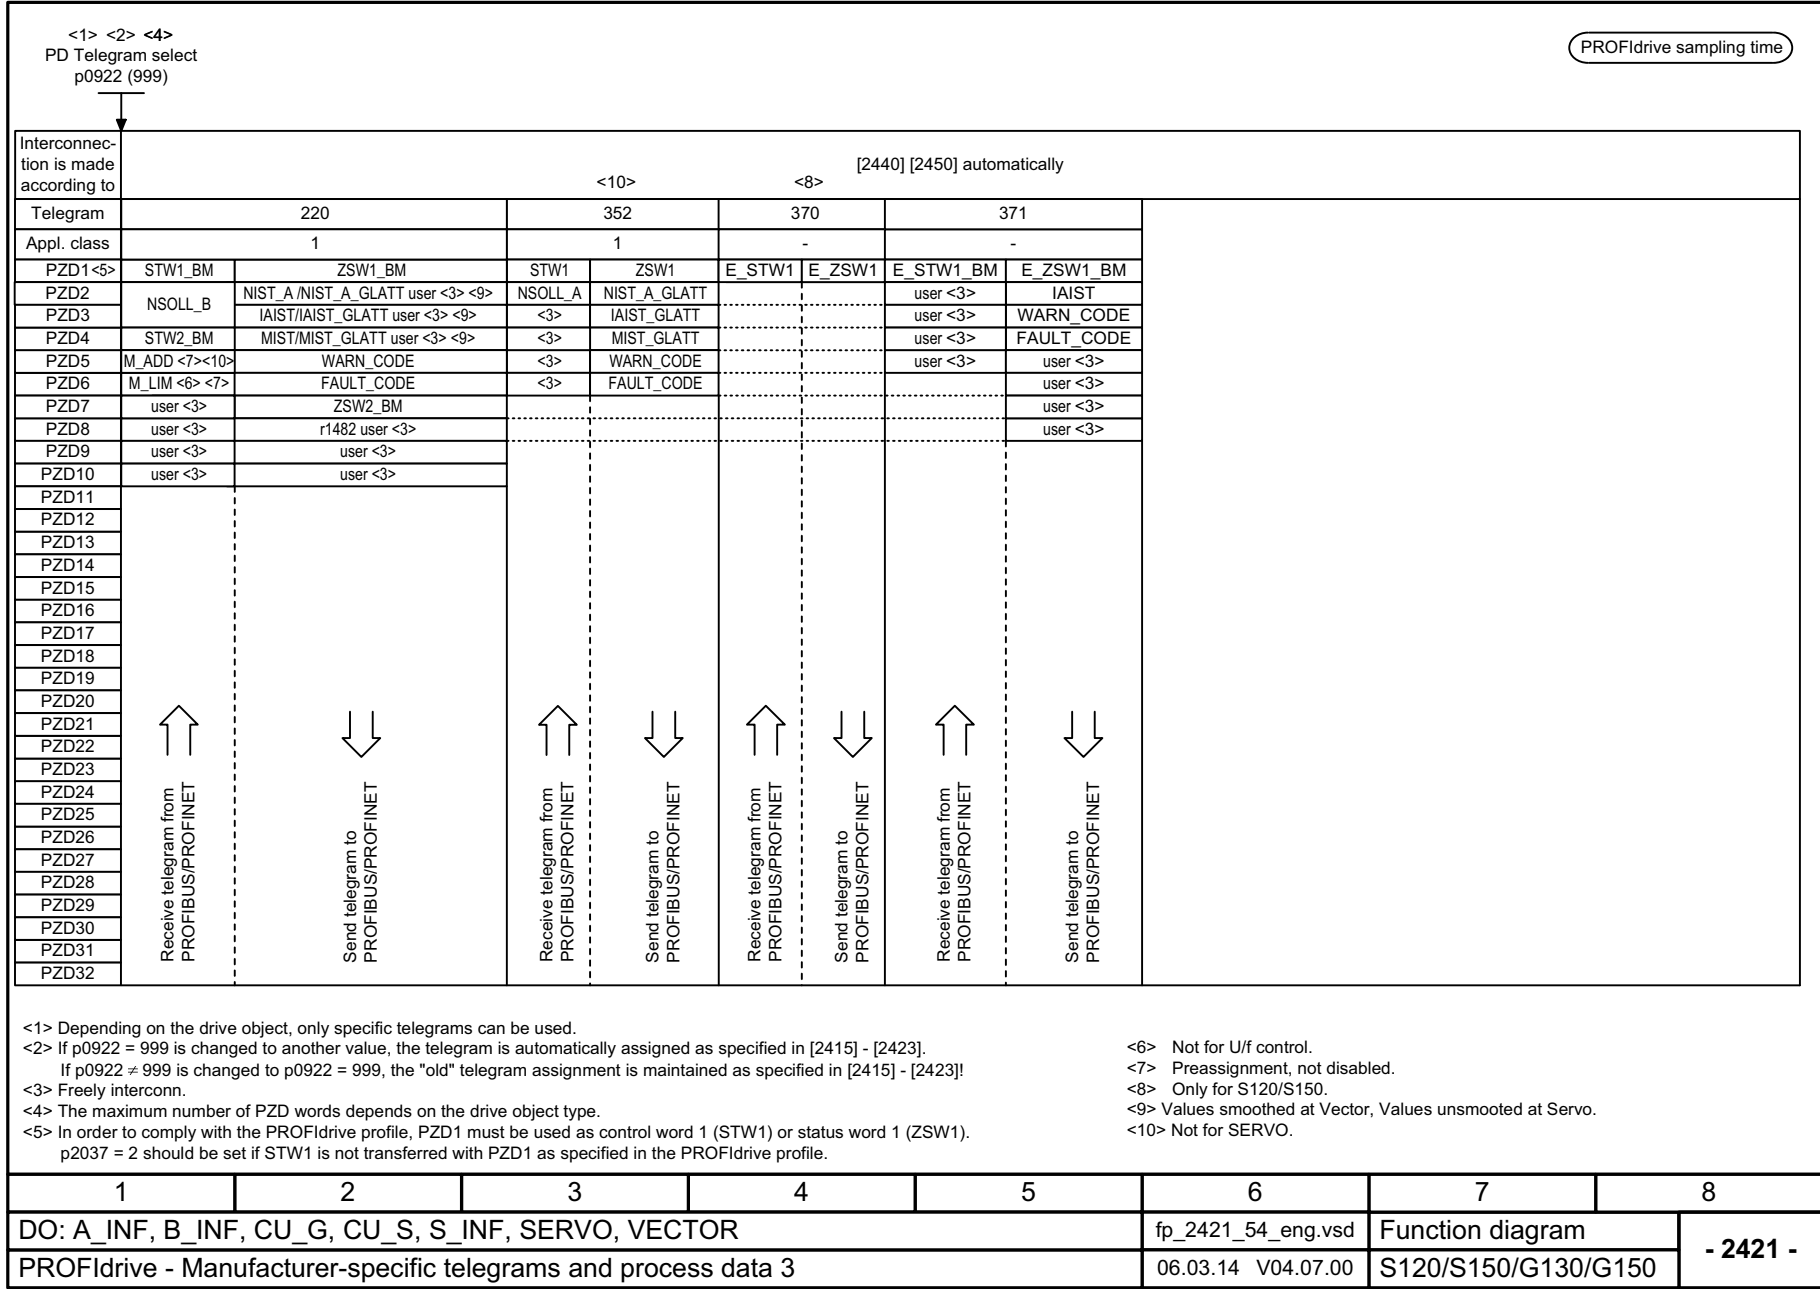 <1> <2> <4>
PD Telegram select
p0922 (999)
PROFIdrive sampling time
Interconnec-
tion is made
according to
[2440] [2450] automatically
<10> <8>
Telegram 220 352 370 371
Appl. class 1 1 - -
PZD1<5> STW1_BM ZSW1_BM STW1 ZSW1 E_STW1 E_ZSW1 E_STW1_BM E_ZSW1_BM
PZD2 NSOLL_B NIST_A /NIST_A_GLATT user <3> <9> NSOLL_A NIST_A_GLATT user <3> IAIST
PZD3 IAIST/IAIST_GLATT user <3> <9> <3> IAIST_GLATT user <3> WARN_CODE
PZD4 STW2_BM MIST/MIST_GLATT user <3> <9> <3> MIST_GLATT user <3> FAULT_CODE
PZD5 M_ADD <7><10> WARN_CODE <3> WARN_CODE user <3> user <3>
PZD6 M_LIM <6> <7> FAULT_CODE <3> FAULT_CODE user <3>
PZD7 user <3> ZSW2_BM user <3>
PZD8 user <3> r1482 user <3> user <3>
PZD9 user <3> user <3>
PZD10 user <3> user <3>
PZD11
PZD12
PZD13
PZD14
PZD15
PZD16
PZD17
PZD18
PZD19
PZD20
PZD21
PZD22
PZD23
PZD24
PZD25
PZD26
PZD27
PZD28
PZD29
PZD30
PZD31
PZD32
Receive telegram from
PROFIBUS/PROFINET
Send telegram to
PROFIBUS/PROFINET
Receive telegram from
PROFIBUS/PROFINET
Send telegram to
PROFIBUS/PROFINET
Receive telegram from
PROFIBUS/PROFINET
Send telegram to
PROFIBUS/PROFINET
Receive telegram from
PROFIBUS/PROFINET
Send telegram to
PROFIBUS/PROFINET
<1> Depending on the drive object, only specific telegrams can be used.
<2> If p0922 = 999 is changed to another value, the telegram is automatically assigned as specified in [2415] - [2423].
If p0922 ≠ 999 is changed to p0922 = 999, the "old" telegram assignment is maintained as specified in [2415] - [2423]!
<3> Freely interconn.
<4> The maximum number of PZD words depends on the drive object type.
<5> In order to comply with the PROFIdrive profile, PZD1 must be used as control word 1 (STW1) or status word 1 (ZSW1).
p2037 = 2 should be set if STW1 is not transferred with PZD1 as specified in the PROFIdrive profile.
<6> Not for U/f control.
<7> Preassignment, not disabled.
<8> Only for S120/S150.
<9> Values smoothed at Vector, Values unsmooted at Servo.
<10> Not for SERVO.
1 2 3 4 5 6 7 8
DO: A_INF, B_INF, CU_G, CU_S, S_INF, SERVO, VECTOR fp_2421_54_eng.vsd Function diagram
- 2421 -
PROFIdrive - Manufacturer-specific telegrams and process data 3 06.03.14 V04.07.00 S120/S150/G130/G150